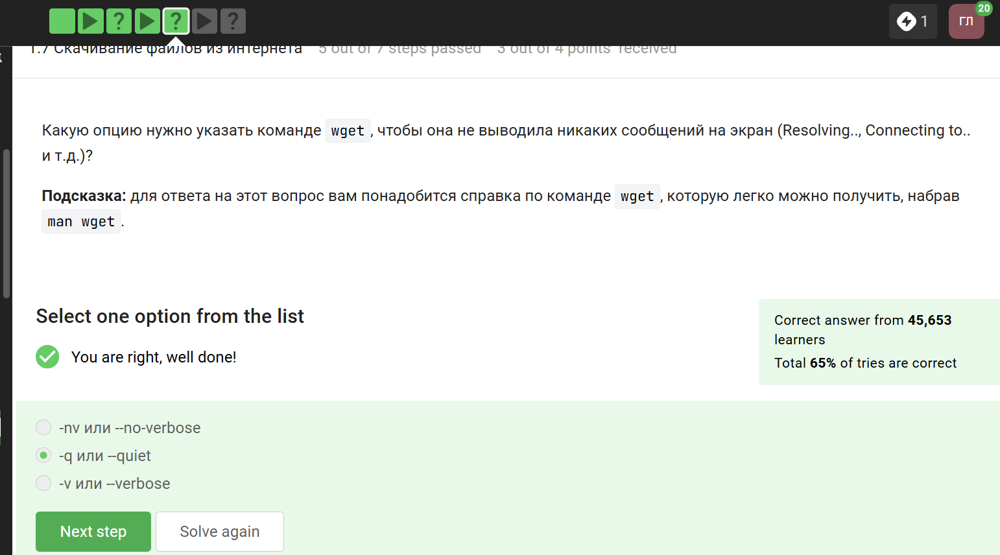 ? ? ?
1
ГЛ
20
1.7 Скачивание файлов из интернета 5 out of 7 steps passed 3 out of 4 points received
Какую опцию нужно указать команде wget, чтобы она не выводила никаких сообщений на экран (Resolving.., Connecting to..
и т.д.)?
Подсказка: для ответа на этот вопрос вам понадобится справка по команде wget, которую легко можно получить, набрав
man wget.
Select one option from the list
You are right, well done!
Correct answer from 45,653
learners
Total 65% of tries are correct
-nv или --no-verbose
-q или --quiet
-v или --verbose
Next step
Solve again